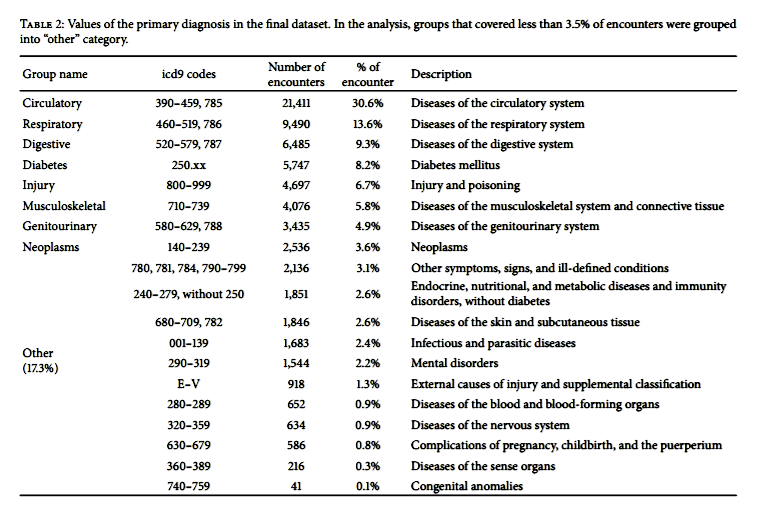 TABLE 2: Values of the primary diagnosis in the final dataset. In the analysis, groups that covered less than 3.5% of encounters were grouped
into “other” category.
Group name icd9 codes Number of encounters % of encounter Description
Circulatory 390–459, 785 21,411 30.6% Diseases of the circulatory system
Respiratory 460–519, 786 9,490 13.6% Diseases of the respiratory system
Digestive 520–579, 787 6,485 9.3% Diseases of the digestive system
Diabetes 250.xx 5,747 8.2% Diabetes mellitus
Injury 800–999 4,697 6.7% Injury and poisoning
Musculoskeletal 710–739 4,076 5.8% Diseases of the musculoskeletal system and connective tissue
Genitourinary 580–629, 788 3,435 4.9% Diseases of the genitourinary system
Neoplasms 140–239 2,536 3.6% Neoplasms
780, 781, 784, 790–799 2,136 3.1% Other symptoms, signs, and ill-defined conditions
240–279, without 250 1,851 2.6% Endocrine, nutritional, and metabolic diseases and immunity
disorders, without diabetes
680–709, 782 1,846 2.6% Diseases of the skin and subcutaneous tissue
Other
(17.3%)
001–139 1,683 2.4% Infectious and parasitic diseases
290–319 1,544 2.2% Mental disorders
E–V 918 1.3% External causes of injury and supplemental classification
280–289 652 0.9% Diseases of the blood and blood-forming organs
320–359 634 0.9% Diseases of the nervous system
630–679 586 0.8% Complications of pregnancy, childbirth, and the puerperium
360–389 216 0.3% Diseases of the sense organs
740–759 41 0.1% Congenital anomalies